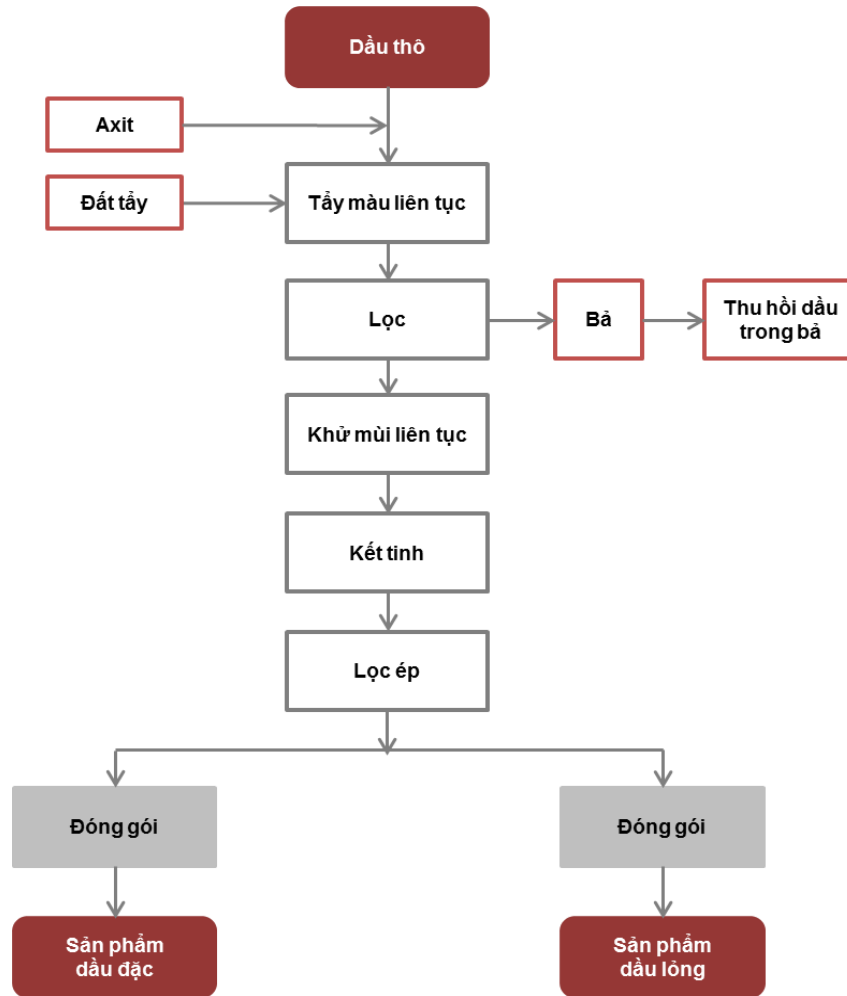 Dầu thô
Axit
Đất tẩy
Tẩy màu liên tục
Lọc
Bả
Thu hồi dầu
trong bả
Khử mùi liên tục
Kết tinh
Lọc ép
Đóng gói
Đóng gói
Sản phẩm
dầu đặc
Sản phẩm
dầu lỏng